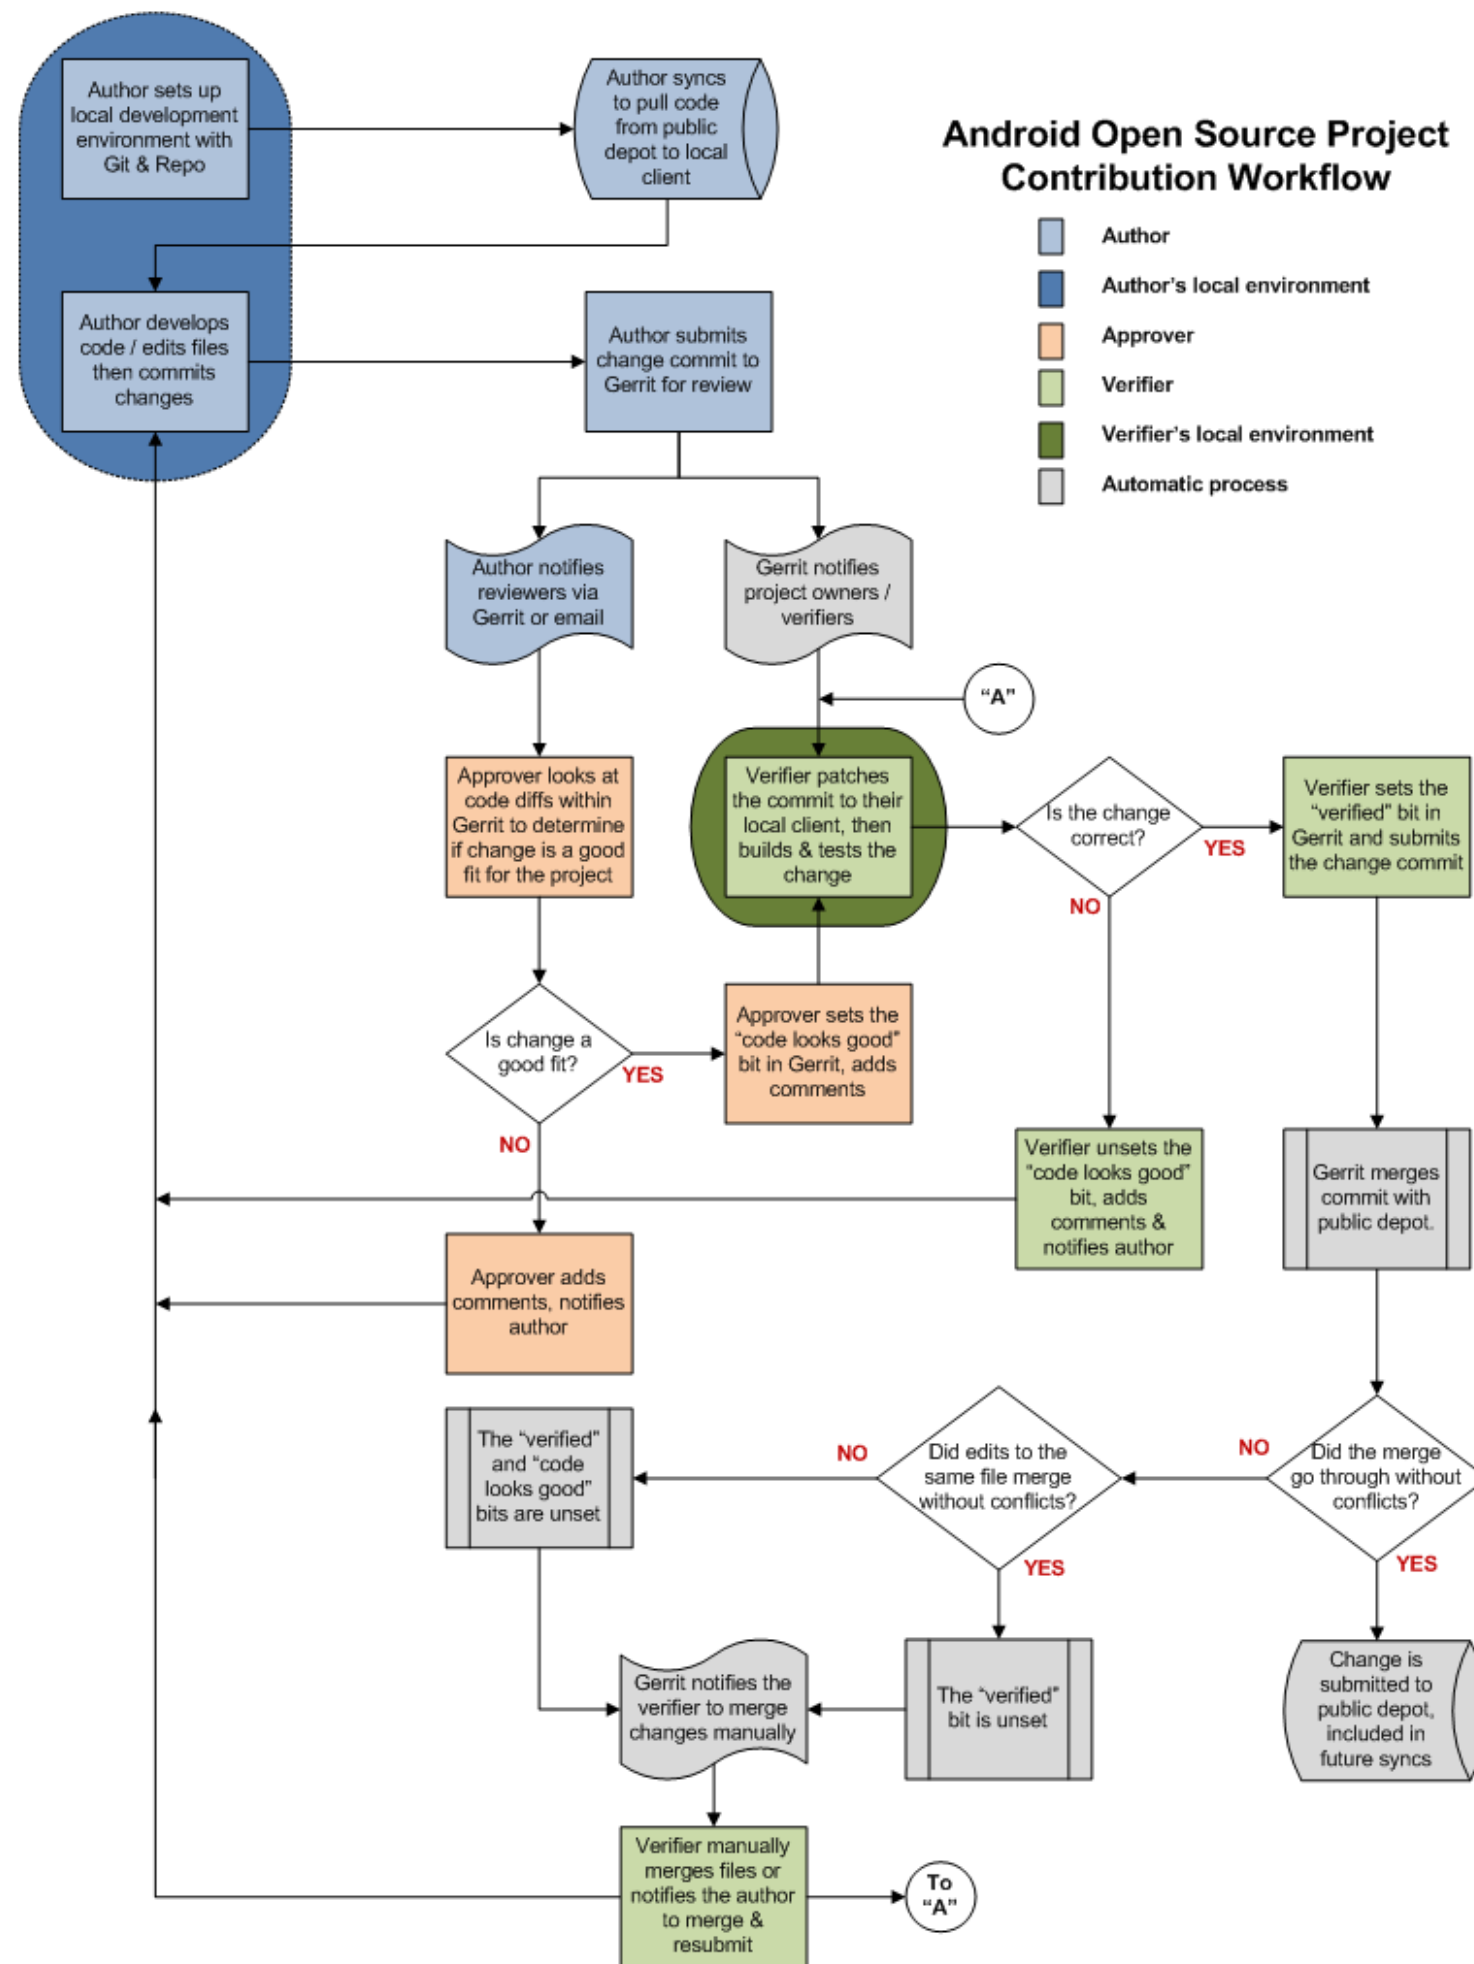 Author sets up
local development
environment with
Git & Repo
Author syncs
to pull code
from public
depot to local
client
Android Open Source Project
Contribution Workflow
Author
Author's local environment
Approver
Verifier
Verifier's local environment
Automatic process
Author develops
code / edits files
then commits
changes
Author submits
change commit to
Gerrit for review
Author notifies
reviewers via
Gerrit or email
Gerrit notifies
project owners /
verifiers
“A”
Approver looks at
code diffs within
Gerrit to determine
if change is a good
fit for the project
Verifier patches
the commit to their
local client, then
builds & tests the
change
Is the change
correct?
YES
NO
Verifier sets the
“verified” bit in
Gerrit and submits
the change commit
Is change a
good fit?
YES
NO
Approver sets the
“code looks good”
bit in Gerrit, adds
comments
Verifier unsets the
“code looks good”
bit, adds
comments &
notifies author
Gerrit merges
commit with
public depot.
Approver adds
comments, notifies
author
The “verified”
and “code
looks good”
bits are unset
NO
Did edits to the
same file merge
without conflicts?
YES
NO
Did the merge
go through without
conflicts?
YES
Gerrit notifies the
verifier to merge
changes manually
The “verified”
bit is unset
Change is
submitted to
public depot,
included in
future syncs
Verifier manually
merges files or
notifies the author
to merge &
resubmit
To
“A”